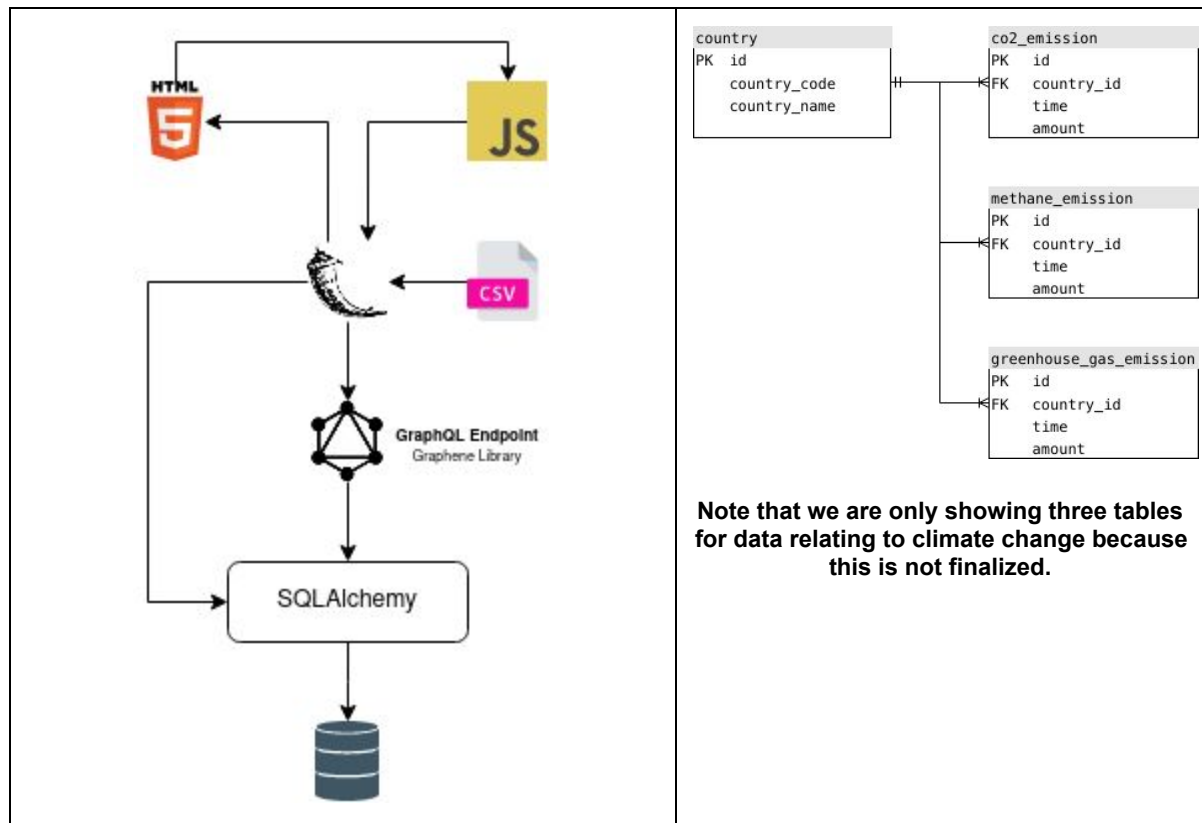 HTML
5
JS
CSV
GraphQL Endpoint
Graphene Library
SQLAlchemy
country
PK id
country_code
country_name
co2_emission
PK id
FK country_id
time
amount
methane_emission
PK id
FK country_id
time
amount
greenhouse_gas_emission
PK id
FK country_id
time
amount
Note that we are only showing three tables
for data relating to climate change because
this is not finalized.